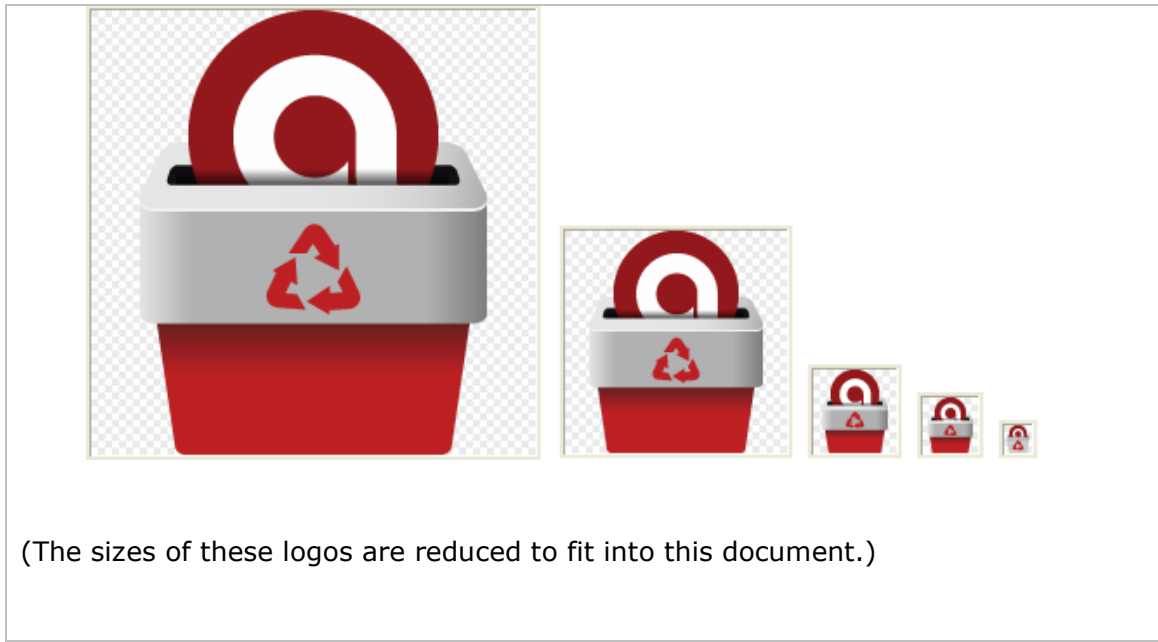 (The sizes of these logos are reduced to fit into this document.)